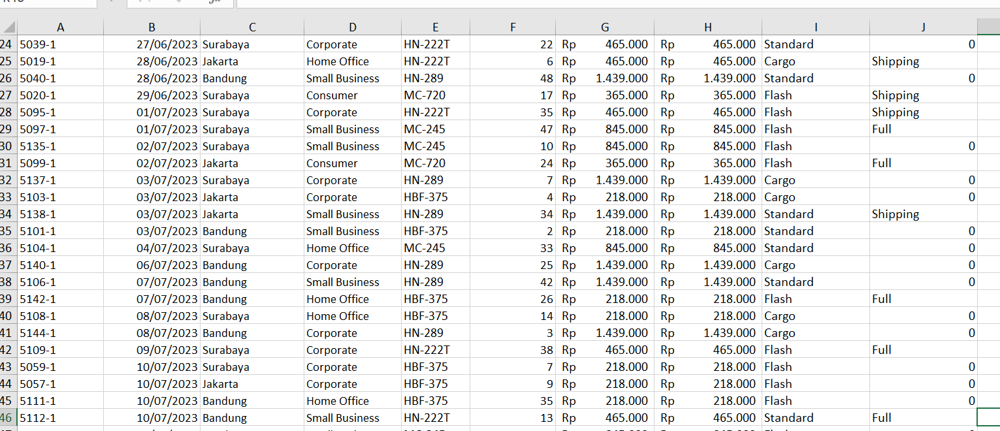 A B C D E F G H I J
24 5039-1 27/06/2023 Surabaya Corporate HN-222T 22 Rp 465.000 Rp 465.000 Standard 0
25 5019-1 28/06/2023 Jakarta Home Office HN-222T 6 Rp 465.000 Rp 465.000 Cargo Shipping
26 5040-1 28/06/2023 Bandung Small Business HN-289 48 Rp 1.439.000 Rp 1.439.000 Standard 0
27 5020-1 29/06/2023 Surabaya Consumer MC-720 17 Rp 365.000 Rp 365.000 Flash Shipping
28 5095-1 01/07/2023 Surabaya Corporate HN-222T 35 Rp 465.000 Rp 465.000 Flash Shipping
29 5097-1 01/07/2023 Surabaya Small Business MC-245 47 Rp 845.000 Rp 845.000 Flash Full
30 5135-1 02/07/2023 Surabaya Small Business MC-245 10 Rp 845.000 Rp 845.000 Flash 0
31 5099-1 02/07/2023 Jakarta Consumer MC-720 24 Rp 365.000 Rp 365.000 Flash Full
32 5137-1 03/07/2023 Surabaya Corporate HN-289 7 Rp 1.439.000 Rp 1.439.000 Cargo 0
33 5103-1 03/07/2023 Jakarta Corporate HBF-375 4 Rp 218.000 Rp 218.000 Cargo 0
34 5138-1 03/07/2023 Jakarta Small Business HN-289 34 Rp 1.439.000 Rp 1.439.000 Standard Shipping
35 5101-1 03/07/2023 Bandung Small Business HBF-375 2 Rp 218.000 Rp 218.000 Standard 0
36 5104-1 04/07/2023 Surabaya Home Office MC-245 33 Rp 845.000 Rp 845.000 Standard 0
37 5140-1 06/07/2023 Bandung Corporate HN-289 25 Rp 1.439.000 Rp 1.439.000 Cargo 0
38 5106-1 07/07/2023 Bandung Small Business HN-289 42 Rp 1.439.000 Rp 1.439.000 Standard 0
39 5142-1 07/07/2023 Bandung Home Office HBF-375 26 Rp 218.000 Rp 218.000 Flash Full
40 5108-1 08/07/2023 Surabaya Home Office HBF-375 14 Rp 218.000 Rp 218.000 Cargo 0
41 5144-1 08/07/2023 Bandung Corporate HN-289 3 Rp 1.439.000 Rp 1.439.000 Cargo 0
42 5109-1 09/07/2023 Surabaya Corporate HN-222T 38 Rp 465.000 Rp 465.000 Flash Full
43 5059-1 10/07/2023 Surabaya Corporate HBF-375 7 Rp 218.000 Rp 218.000 Flash 0
44 5057-1 10/07/2023 Jakarta Corporate HBF-375 9 Rp 218.000 Rp 218.000 Flash 0
45 5111-1 10/07/2023 Bandung Home Office HBF-375 35 Rp 218.000 Rp 218.000 Flash 0
46 5112-1 10/07/2023 Bandung Small Business HN-222T 13 Rp 465.000 Rp 465.000 Standard Full